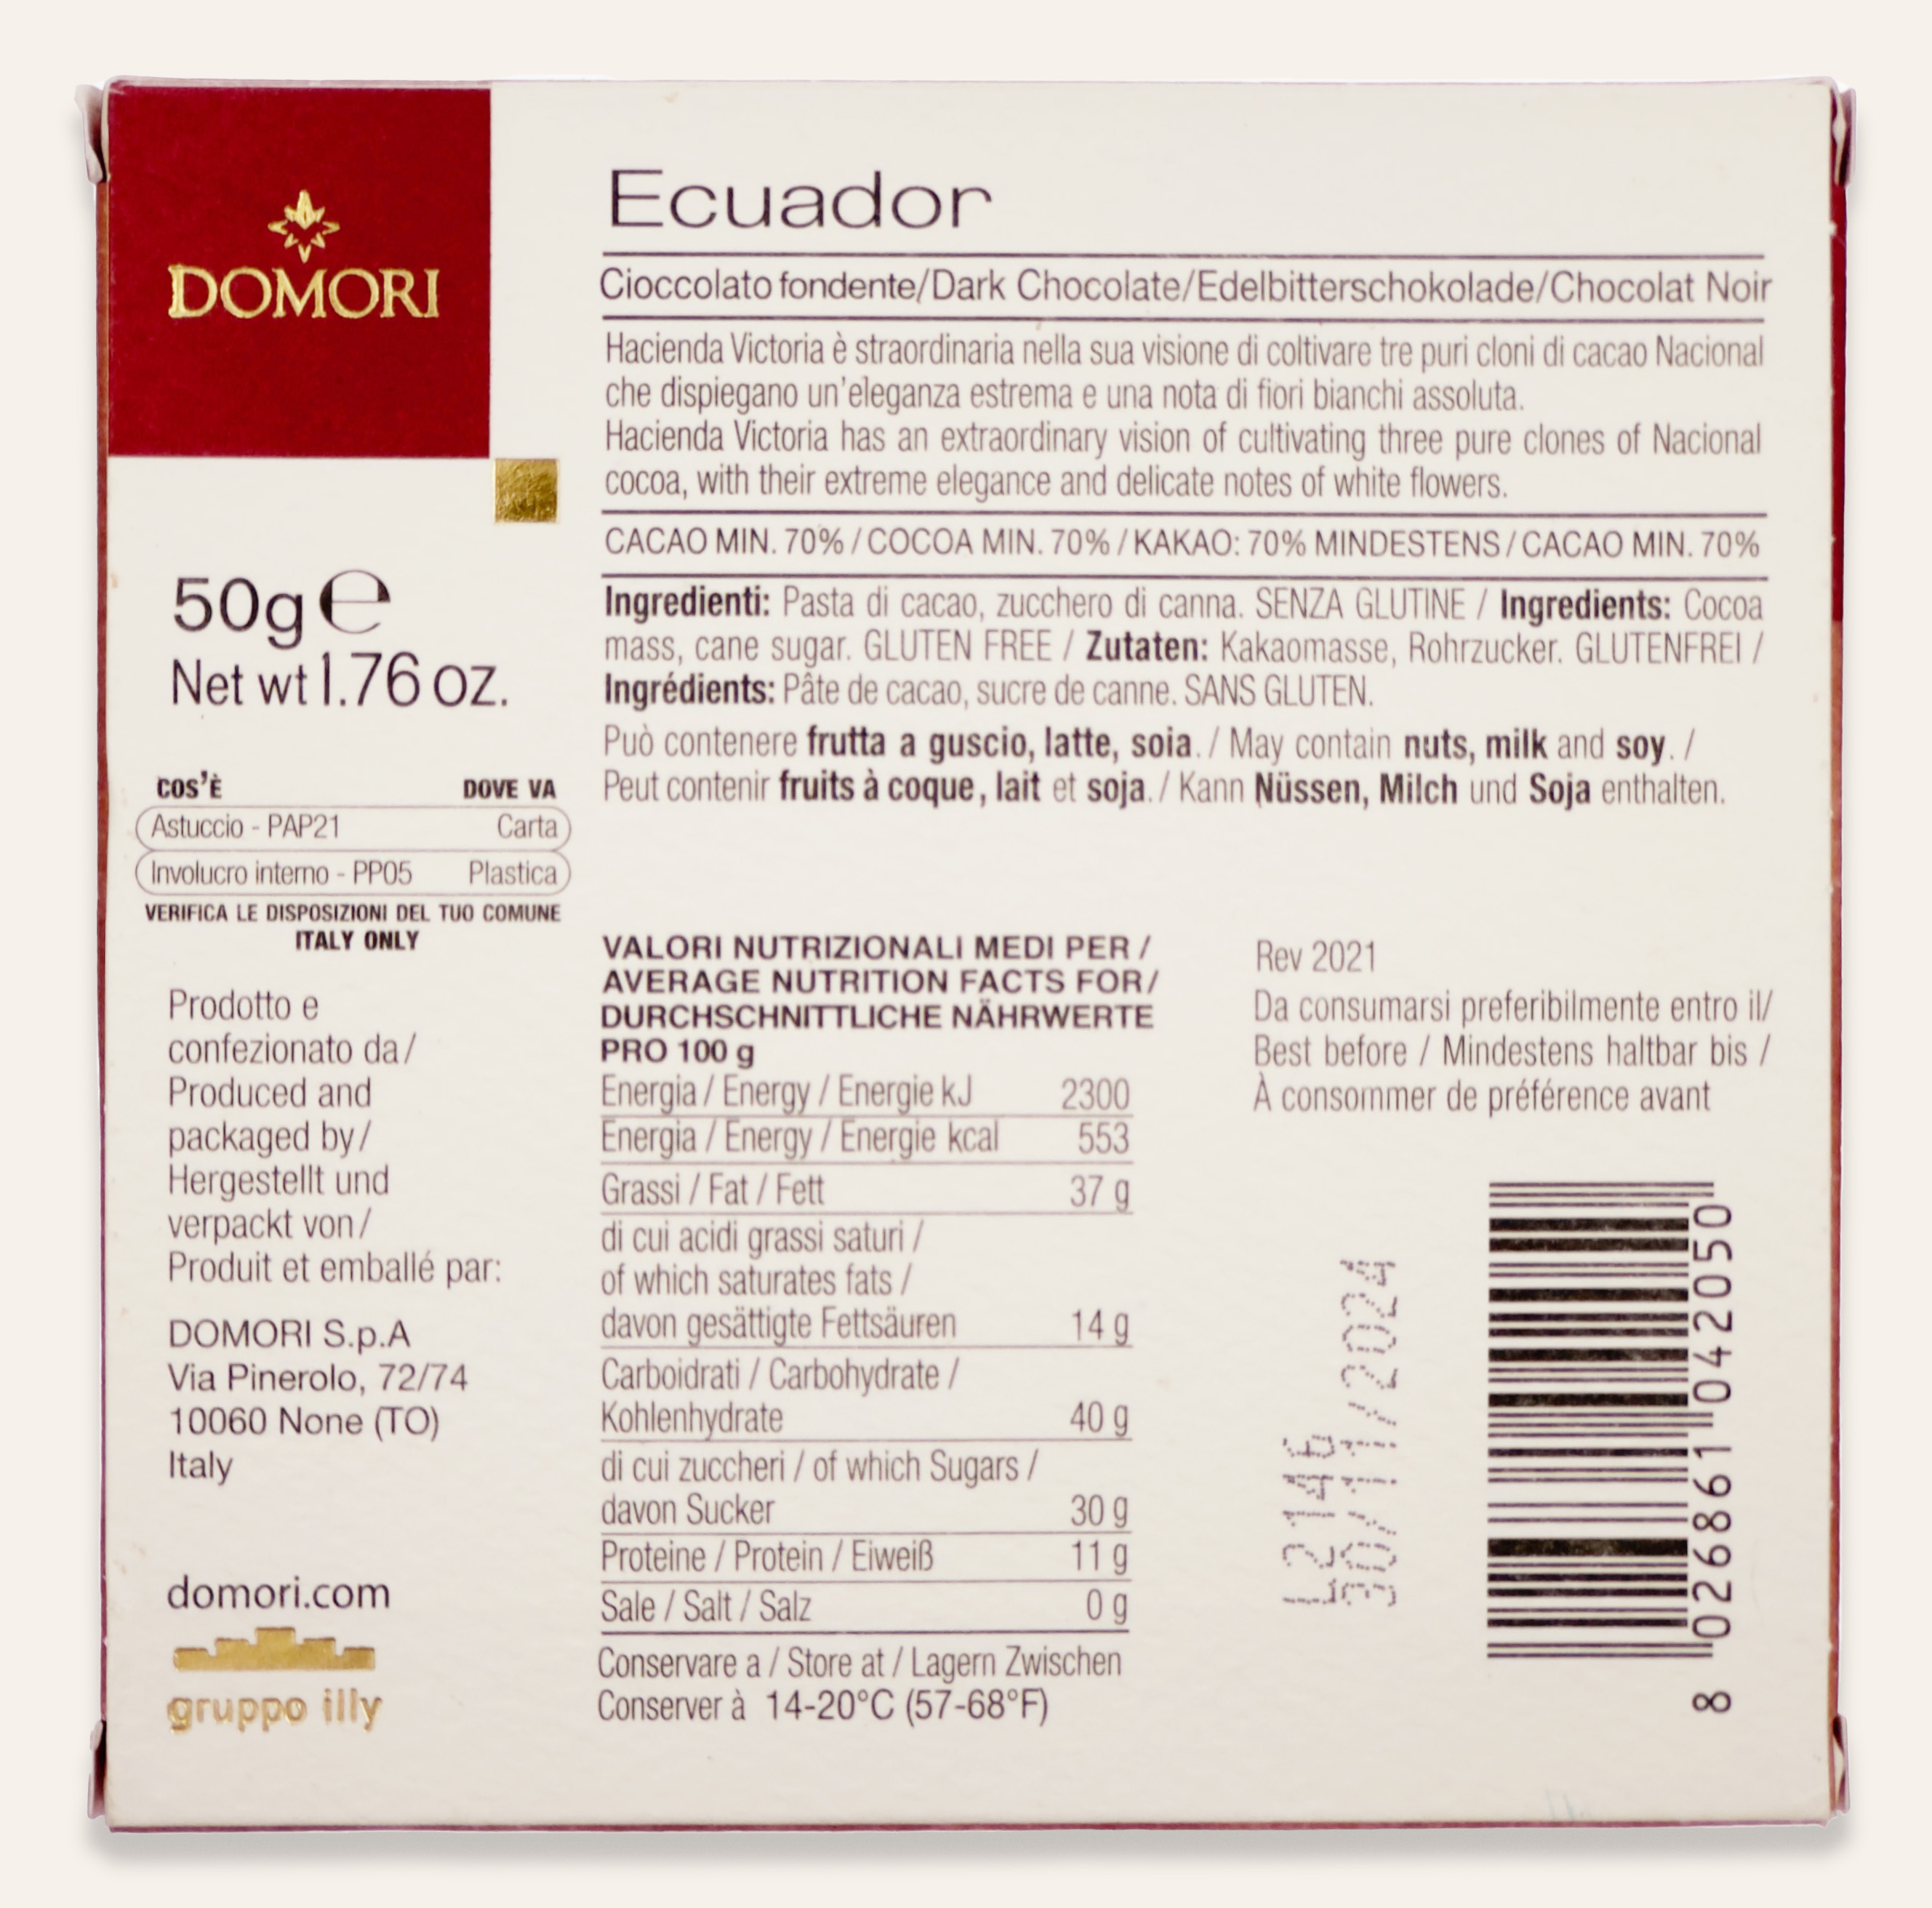 DOMORI
50g℮
Net wt 1.76 oz.
COS'È DOVE VA
Astuccio - PAP21 Carta
Involucro interno - PP05 Plastica
VERIFICA LE DISPOSIZIONI DEL TUO COMUNE
ITALY ONLY
Prodotto e
confezionato da/
Produced and
packaged by/
Hergestellt und
verpackt von/
Produit et emballé par:
DOMORI S.p.A
Via Pinerolo, 72/74
10060 None (TO)
Italy
domori.com
gruppo illy
Ecuador
Cioccolato fondente/Dark Chocolate/Edelbitterschokolade/Chocolat Noir
Hacienda Victoria è straordinaria nella sua visione di coltivare tre puri cloni di cacao Nacional
che dispiegano un'eleganza estrema e una nota di fiori bianchi assoluta.
Hacienda Victoria has an extraordinary vision of cultivating three pure clones of Nacional
cocoa, with their extreme elegance and delicate notes of white flowers.
CACAO MIN. 70% / COCOA MIN. 70% / KAKAO: 70% MINDESTENS / CACAO MIN. 70%
Ingredienti: Pasta di cacao, zucchero di canna. SENZA GLUTINE / Ingredients: Cocoa
mass, cane sugar. GLUTEN FREE / Zutaten: Kakaomasse, Rohrzucker. GLUTENFREI /
Ingrédients: Pâte de cacao, sucre de canne. SANS GLUTEN.
Può contenere frutta a guscio, latte, soia. / May contain nuts, milk and soy. /
Peut contenir fruits à coque, lait et soja. / Kann Nüssen, Milch und Soja enthalten.
VALORI NUTRIZIONALI MEDI PER /
AVERAGE NUTRITION FACTS FOR/
DURCHSCHNITTLICHE NÄHRWERTE
PRO 100 g
Energia / Energy / Energie kJ 2300
Energia / Energy / Energie kcal 553
Grassi / Fat / Fett 37 g
di cui acidi grassi saturi /
of which saturates fats /
davon gesättigte Fettsäuren 14 g
Carboidrati / Carbohydrate /
Kohlenhydrate 40 g
di cui zuccheri / of which Sugars /
davon Sucker 30 g
Proteine / Protein / Eiweiß 11 g
Sale / Salt / Salz 0 g
Conservare a / Store at / Lagern Zwischen
Conserver à 14-20°C (57-68°F)
Rev 2021
Da consumarsi preferibilmente entro il/
Best before / Mindestens haltbar bis /
À consommer de préférence avant
L2146
30/11/2024
8 026861 042050